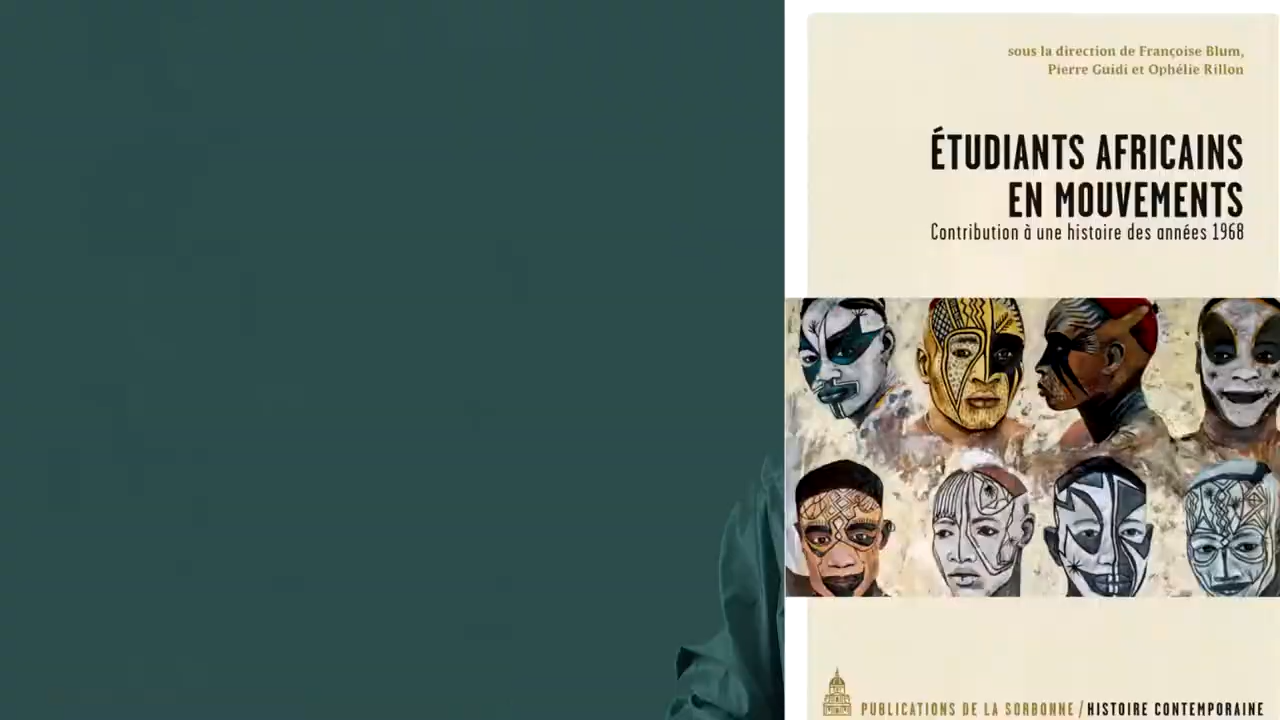 sous la direction de Françoise Blum,
Pierre Guidi et Ophélie Rillon
ÉTUDIANTS AFRICAINS
EN MOUVEMENTS
Contribution à une histoire des années 1968
PUBLICATIONS DE LA SORBONNE / HISTOIRE CONTEMPORAINE